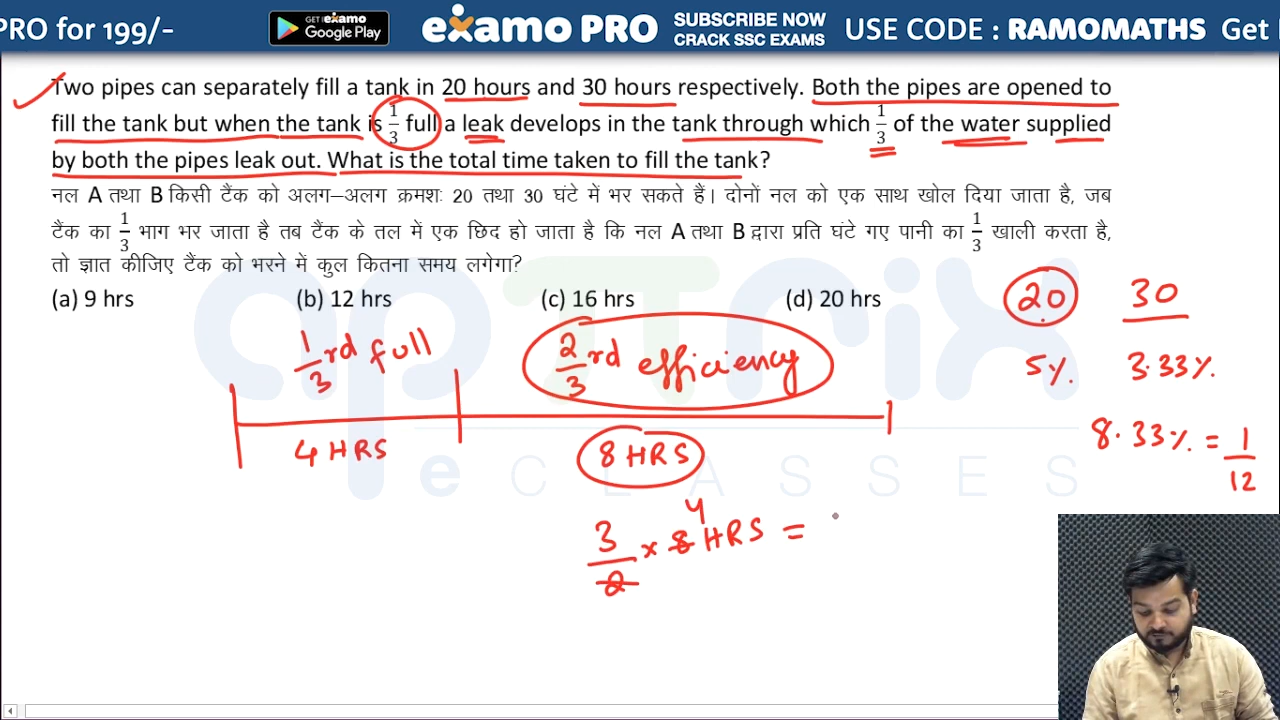 PRO for 199/-
GET IT examo
Google Play
examo PRO
SUBSCRIBE NOW
CRACK SSC EXAMS
USE CODE : RAMOMATHS Get
Two pipes can separately fill a tank in 20 hours and 30 hours respectively. Both the pipes are opened to
fill the tank but when the tank is 1/3 full a leak develops in the tank through which 1/3 of the water supplied
by both the pipes leak out. What is the total time taken to fill the tank?
नल A तथा B किसी टैंक को अलग–अलग क्रमशः 20 तथा 30 घंटे में भर सकते हैं। दोनों नल को एक साथ खोल दिया जाता है, जब
टैंक का 1/3 भाग भर जाता है तब टैंक के तल में एक छिद हो जाता है कि नल A तथा B द्वारा प्रति घंटे गए पानी का 1/3 खाली करता है,
तो ज्ञात कीजिए टैंक को भरने में कुल कितना समय लगेगा?
(a) 9 hrs (b) 12 hrs (c) 16 hrs (d) 20 hrs
20 30
1/3 rd full 2/3 rd efficiency
5% 3.33%
4 HRS 8 HRS
8.33% = 1/12
3/2 × 8 HRS = 
4
e CLASSES